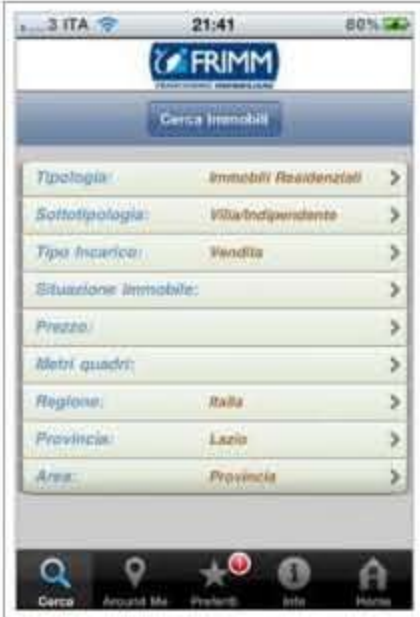 3 ITA 21:41 80%
FRIMM
Cerca Immobili
Tipologia: Immobili Residenziali
Sottotipologia: Villa/Indipendente
Tipo Incarico: Vendita
Situazione Immobile:
Prezzo:
Metri quadri:
Regione: Italia
Provincia: Lazio
Area: Provincia
1
Cerca Around Me Preferiti Info Home